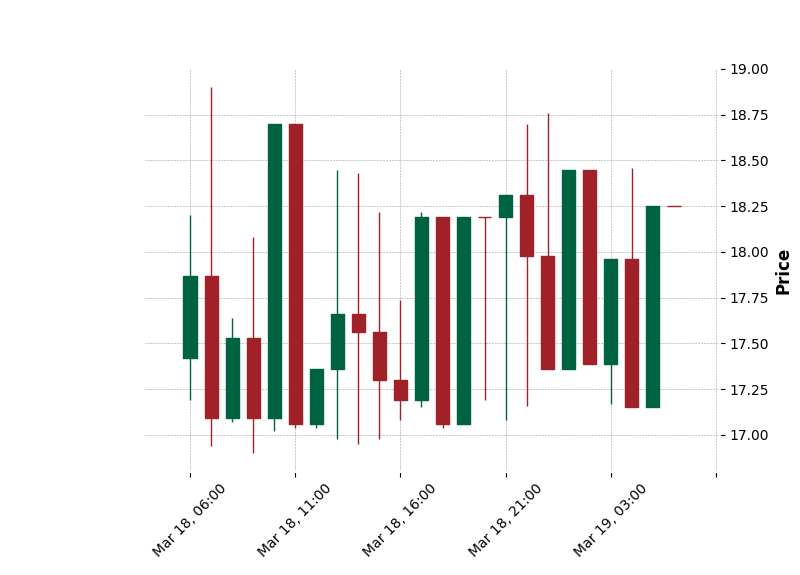 19.00
18.75
18.50
18.25
18.00
17.75
17.50
17.25
17.00
Price
Mar 18, 06:00
Mar 18, 11:00
Mar 18, 16:00
Mar 18, 21:00
Mar 19, 03:00